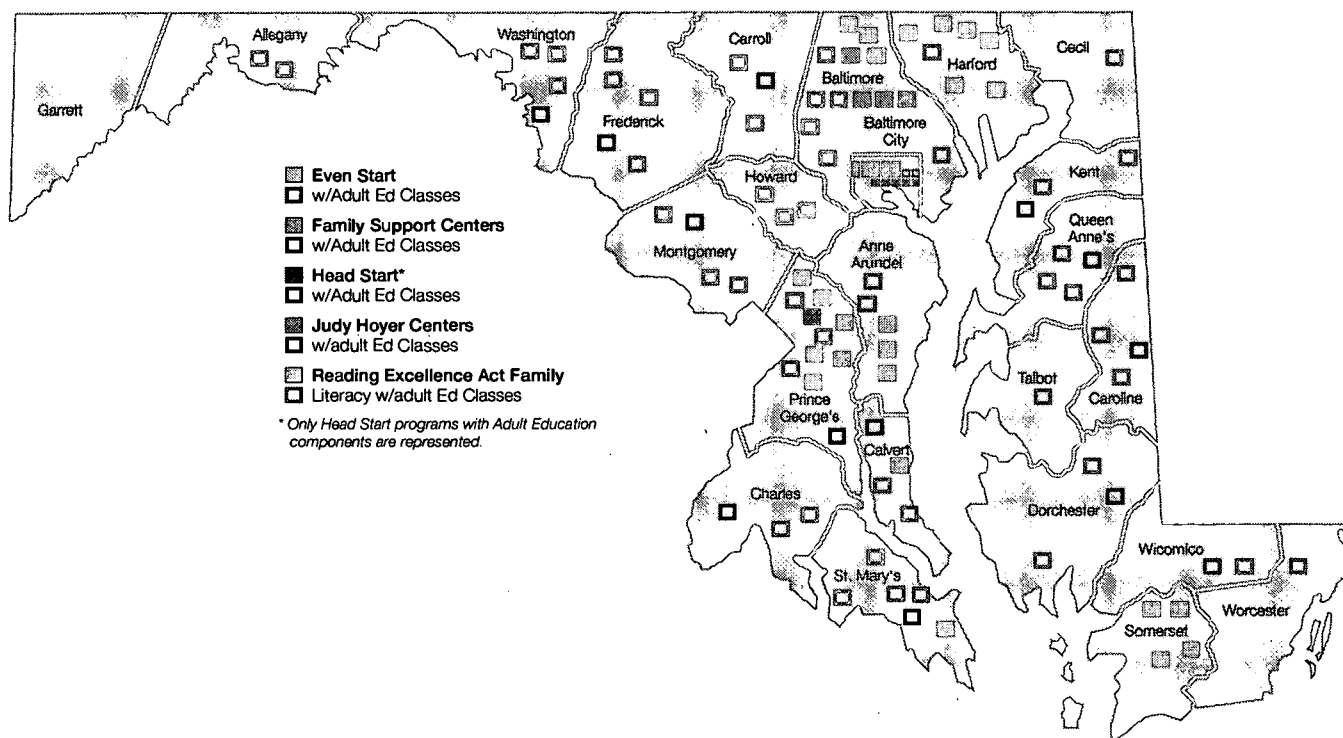 Allegany
Washington
Carroll
Cecil
Harford
Baltimore
Garrett
Frederick
Baltimore
City
Kent
Howard
Queen
Anne's
Montgomery
Anne
Arundel
Even Start
w/Adult Ed Classes
Family Support Centers
w/Adult Ed Classes
Head Start*
w/Adult Ed Classes
Judy Hoyer Centers
w/adult Ed Classes
Reading Excellence Act Family
Literacy w/adult Ed Classes
* Only Head Start programs with Adult Education
components are represented.
Talbot
Caroline
Prince
George's
Calvert
Charles
Dorchester
St. Mary's
Wicomico
Worcester
Somerset